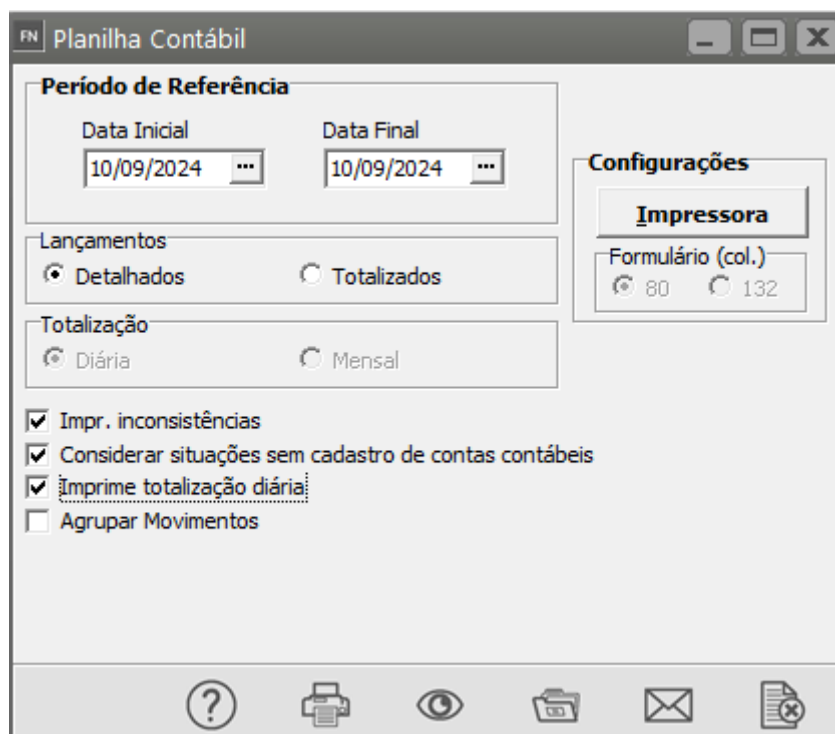 FN Planilha Contábil
Período de Referência
Data Inicial Data Final
10/09/2024 ... 10/09/2024 ...
Configurações
Impressora
Formulário (col.)
80 132
Lançamentos
Detalhados Totalizados
Totalização
Diária Mensal
Impr. inconsistências
Considerar situações sem cadastro de contas contábeis
Imprime totalização diária
Agrupar Movimentos